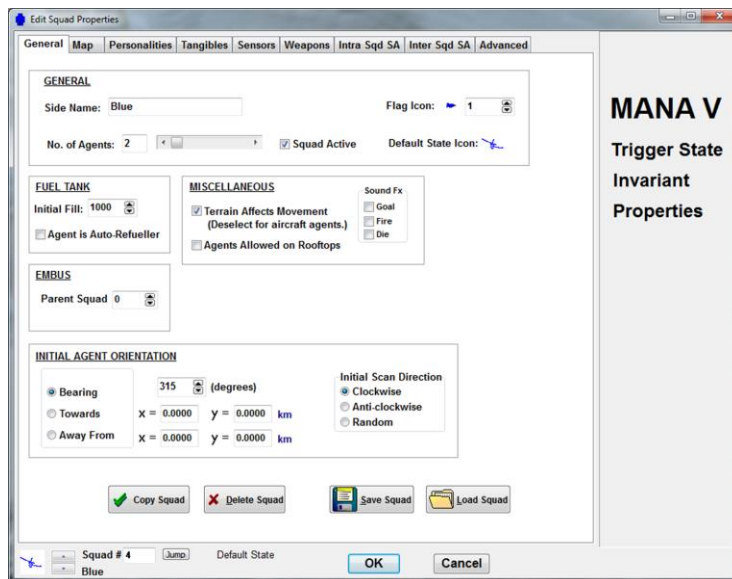 Edit Squad Properties
General Map Personalities Tangibles Sensors Weapons Intra Sqd SA Inter Sqd SA Advanced
GENERAL
Side Name: Blue
Flag Icon: 1
No. of Agents: 2
Squad Active
Default State Icon:
FUEL TANK
Initial Fill: 1000
Agent is Auto-Refueller
MISCELLANEOUS
Terrain Affects Movement
(Deselect for aircraft agents.)
Agents Allowed on Rooftops
Sound Fx
Goal
Fire
Die
EMBUS
Parent Squad 0
INITIAL AGENT ORIENTATION
Bearing 315 (degrees)
Towards x = 0.0000 y = 0.0000 km
Away From x = 0.0000 y = 0.0000 km
Initial Scan Direction
Clockwise
Anti-clockwise
Random
Copy Squad Delete Squad Save Squad Load Squad
Squad # 4 Jump Default State
Blue
OK Cancel
MANA V
Trigger State
Invariant
Properties